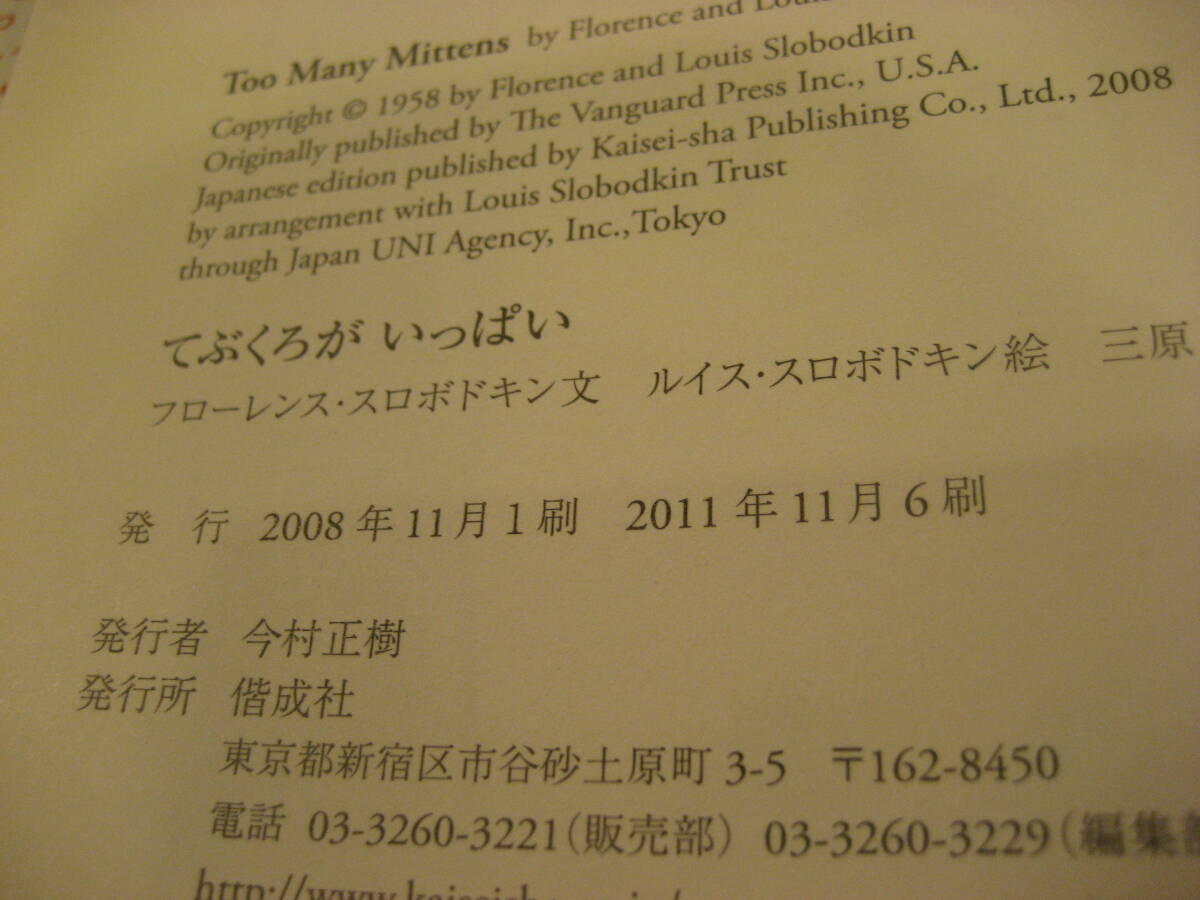 Too Many Mittens by Florence and
Copyright © 1958 by Florence and Louis Slobodkin
Originally published by The Vanguard Press Inc., U.S.A.
Japanese edition published by Kaisei-sha Publishing Co., Ltd., 2008
by arrangement with Louis Slobodkin Trust
through Japan UNI Agency, Inc.,Tokyo
てぶくろが いっぱい
フローレンス・スロボドキン文 ルイス・スロボドキン絵 三原
発 行 2008年11月1刷 2011年11月6刷
発行者 今村正樹
発行所 偕成社
東京都新宿区市谷砂土原町 3-5 〒162-8450
電話 03-3260-3221(販売部) 03-3260-3229(編集部